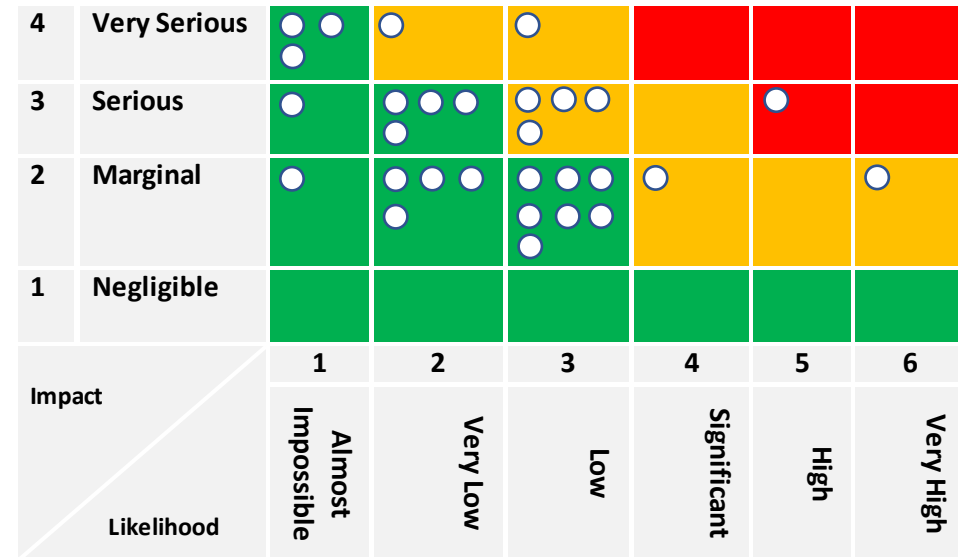 4 Very Serious
3 Serious
2 Marginal
1 Negligible
1 2 3 4 5 6
Impact
Likelihood
Almost
Impossible
Very Low
Low
Significant
High
Very High